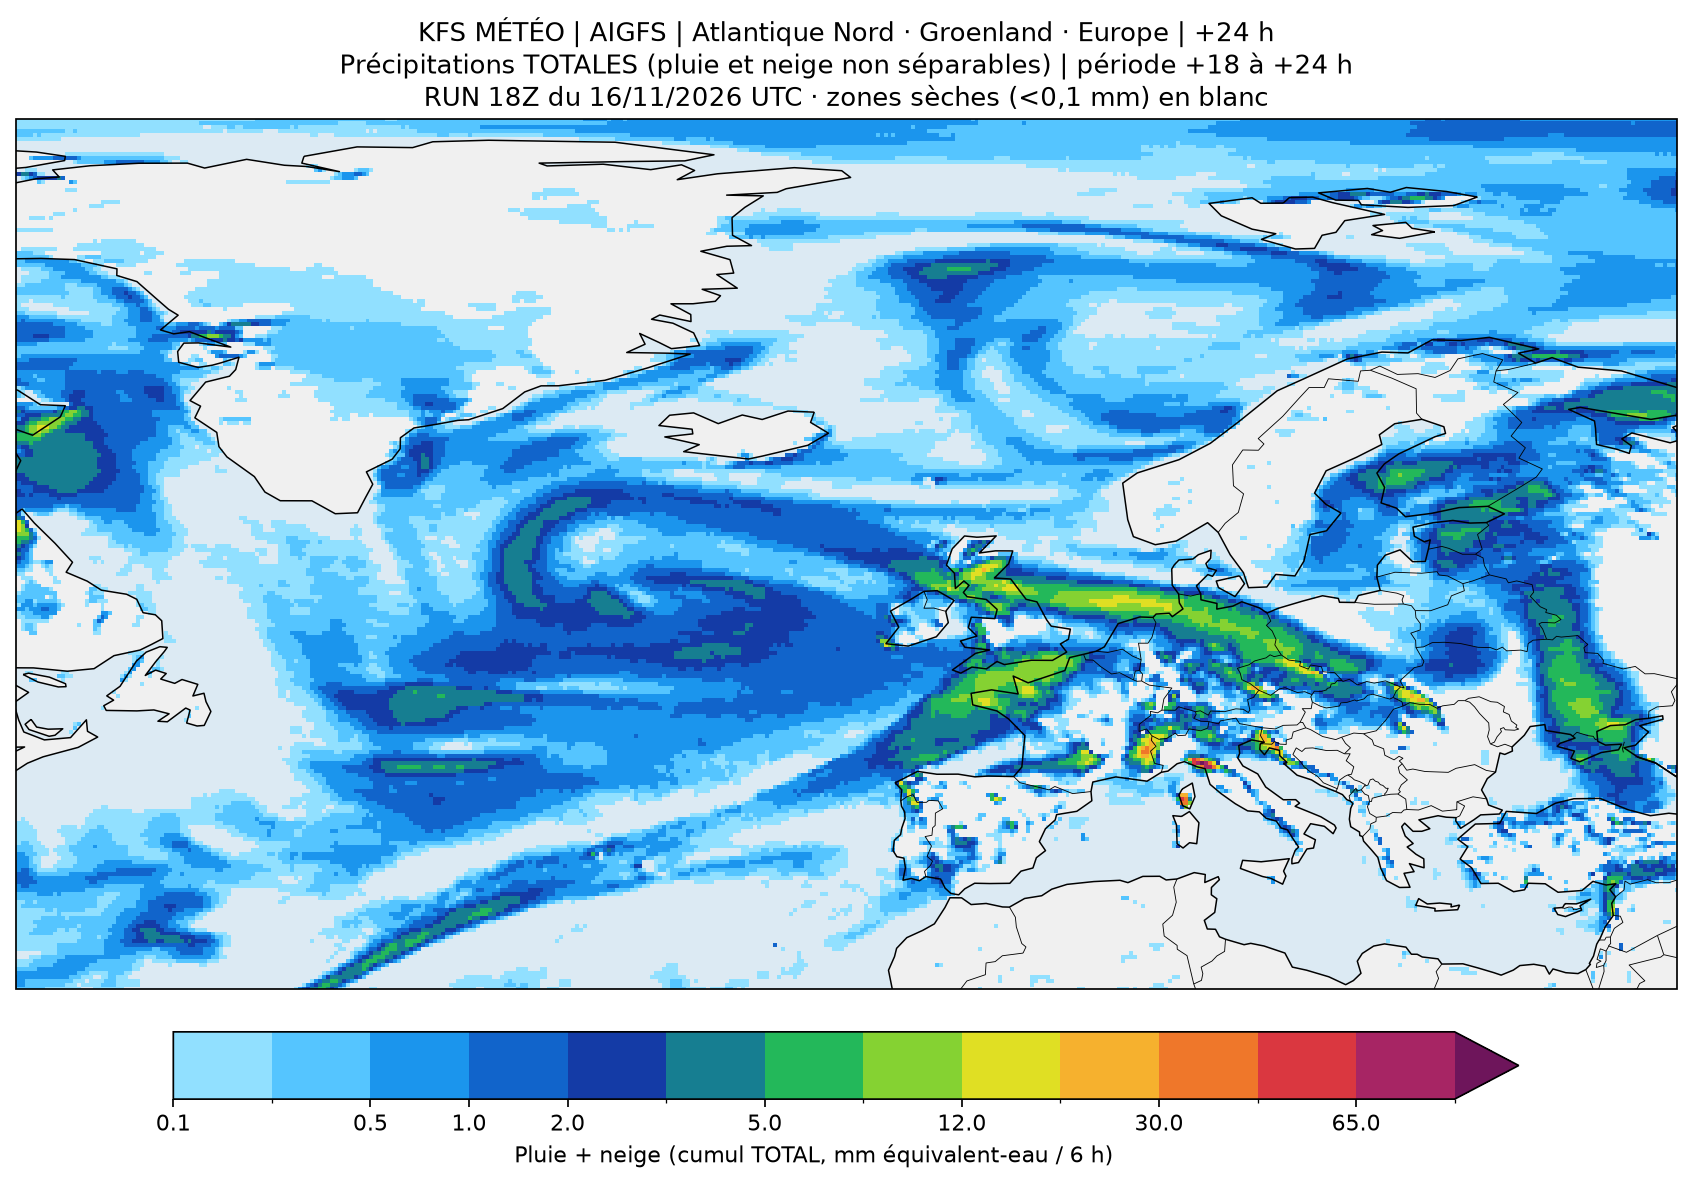 KFS MÉTÉO | AIGFS | Atlantique Nord · Groenland · Europe | +24 h
Précipitations TOTALES (pluie et neige non séparables) | période +18 à +24 h
RUN 18Z du 16/11/2026 UTC · zones sèches (<0,1 mm) en blanc
0.1 0.5 1.0 2.0 5.0 12.0 30.0 65.0
Pluie + neige (cumul TOTAL, mm équivalent-eau / 6 h)